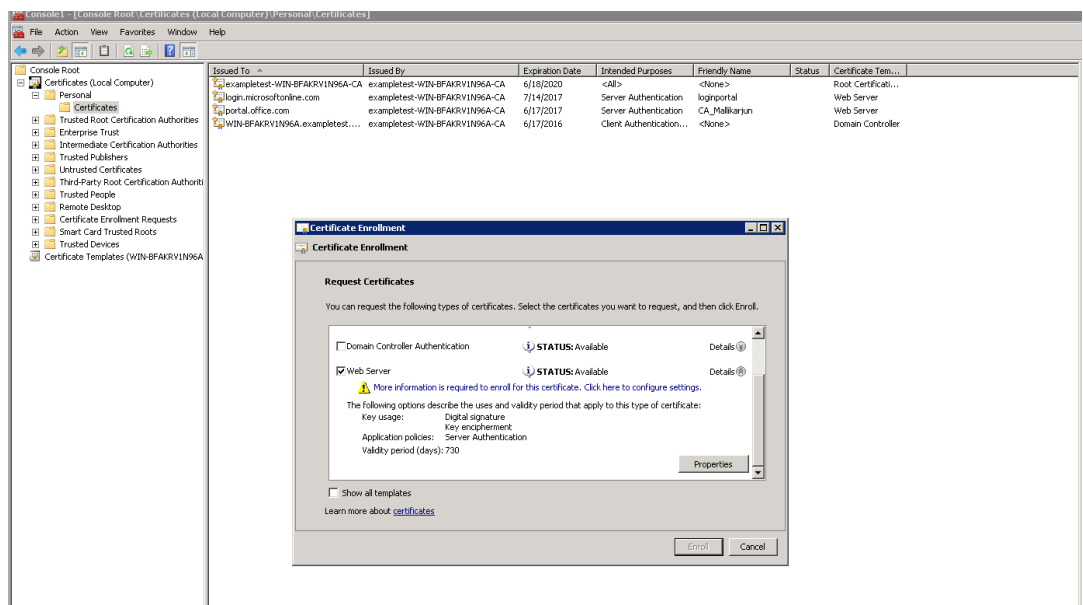 Console1 - [Console Root\Certificates (Local Computer)\Personal\Certificates]
File Action View Favorites Window Help
Console Root
Certificates (Local Computer)
Personal
Certificates
Trusted Root Certification Authorities
Enterprise Trust
Intermediate Certification Authorities
Trusted Publishers
Untrusted Certificates
Third-Party Root Certification Authoriti
Trusted People
Remote Desktop
Certificate Enrollment Requests
Smart Card Trusted Roots
Trusted Devices
Certificate Templates (WIN-BFAKRV1N96A
Issued To Issued By Expiration Date Intended Purposes Friendly Name Status Certificate Tem...
exampletest-WIN-BFAKRV1N96A-CA exampletest-WIN-BFAKRV1N96A-CA 6/18/2020 <All> <None> Root Certificati...
login.microsoftonline.com exampletest-WIN-BFAKRV1N96A-CA 7/14/2017 Server Authentication loginportal Web Server
portal.office.com exampletest-WIN-BFAKRV1N96A-CA 6/17/2017 Server Authentication CA_Mallikarjun Web Server
WIN-BFAKRV1N96A.exampletest.... exampletest-WIN-BFAKRV1N96A-CA 6/17/2016 Client Authentication... <None> Domain Controller
Certificate Enrollment
Certificate Enrollment
Request Certificates
You can request the following types of certificates. Select the certificates you want to request, and then click Enroll.
Domain Controller Authentication STATUS: Available Details
Web Server STATUS: Available Details
More information is required to enroll for this certificate. Click here to configure settings.
The following options describe the uses and validity period that apply to this type of certificate:
Key usage: Digital signature
Key encipherment
Application policies: Server Authentication
Validity period (days): 730
Properties
Show all templates
Learn more about certificates
Enroll Cancel